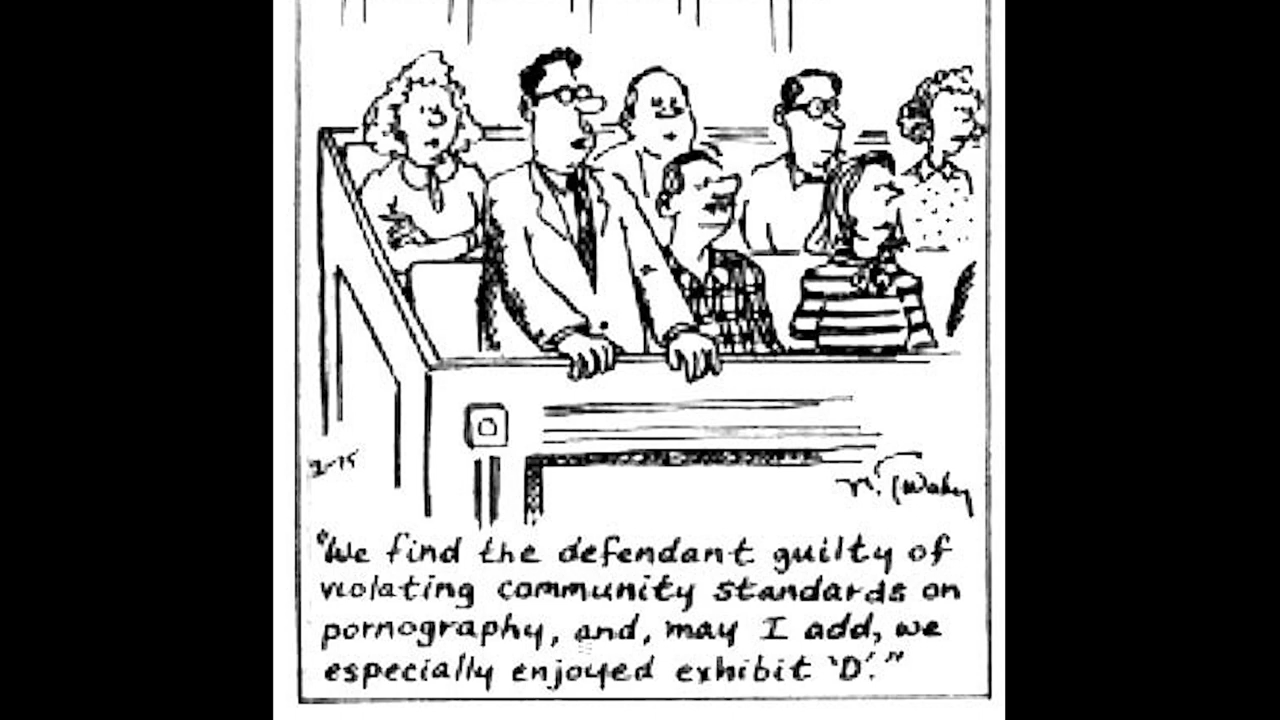 "We find the defendant guilty of
violating community standards on
pornography, and, may I add, we
especially enjoyed exhibit 'D'."